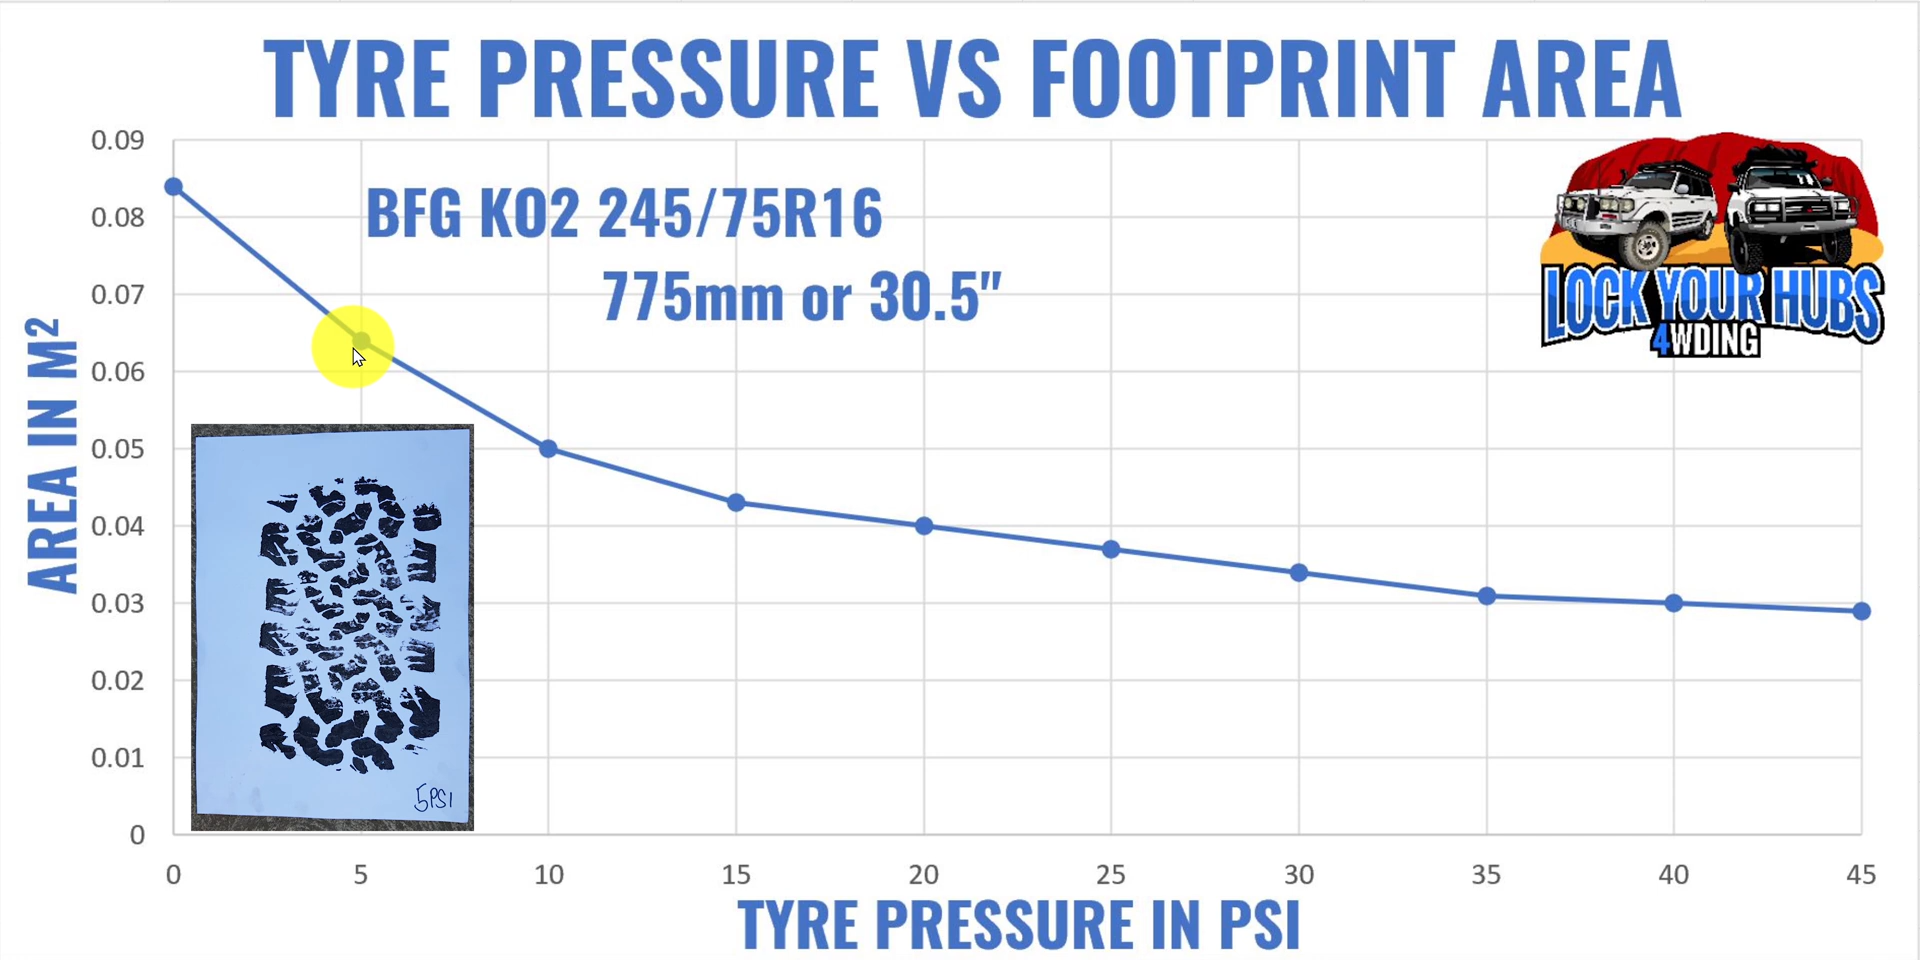 TYRE PRESSURE VS FOOTPRINT AREA
BFG KO2 245/75R16
775mm or 30.5"
LOCK YOUR HUBS
4WDING
AREA IN M²
0.09
0.08
0.07
0.06
0.05
0.04
0.03
0.02
0.01
0
5PSI
0 5 10 15 20 25 30 35 40 45
TYRE PRESSURE IN PSI